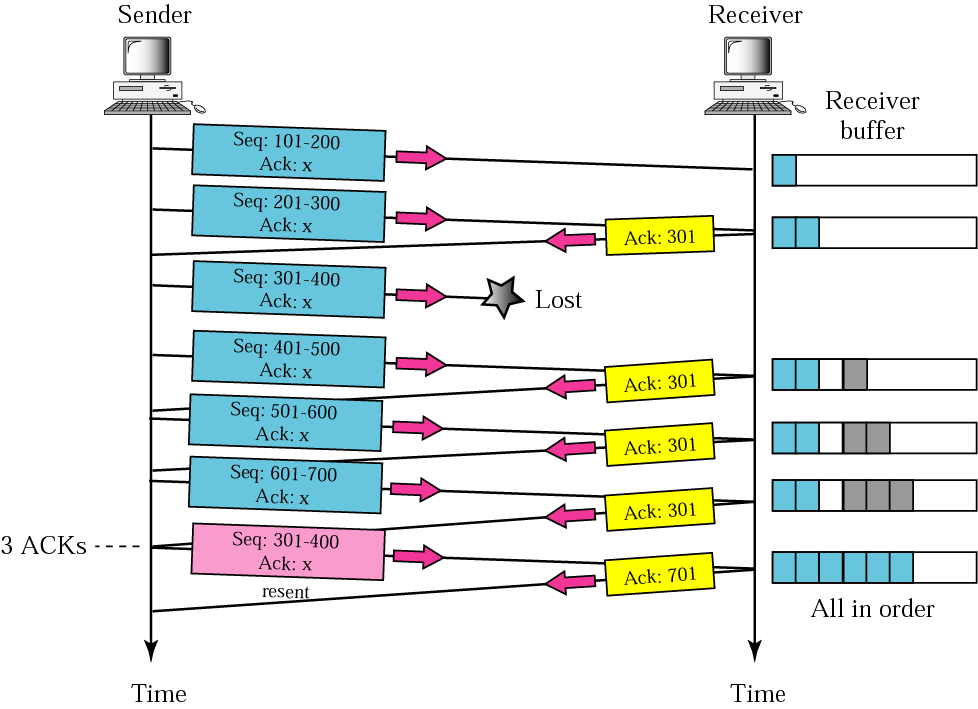 Sender
Receiver
Receiver
buffer
Seq: 101-200
Ack: x
Seq: 201-300
Ack: x
Ack: 301
Seq: 301-400
Ack: x
Lost
Seq: 401-500
Ack: x
Ack: 301
Seq: 501-600
Ack: x
Ack: 301
Seq: 601-700
Ack: x
Ack: 301
3 ACKs
Seq: 301-400
Ack: x
resent
Ack: 701
All in order
Time
Time